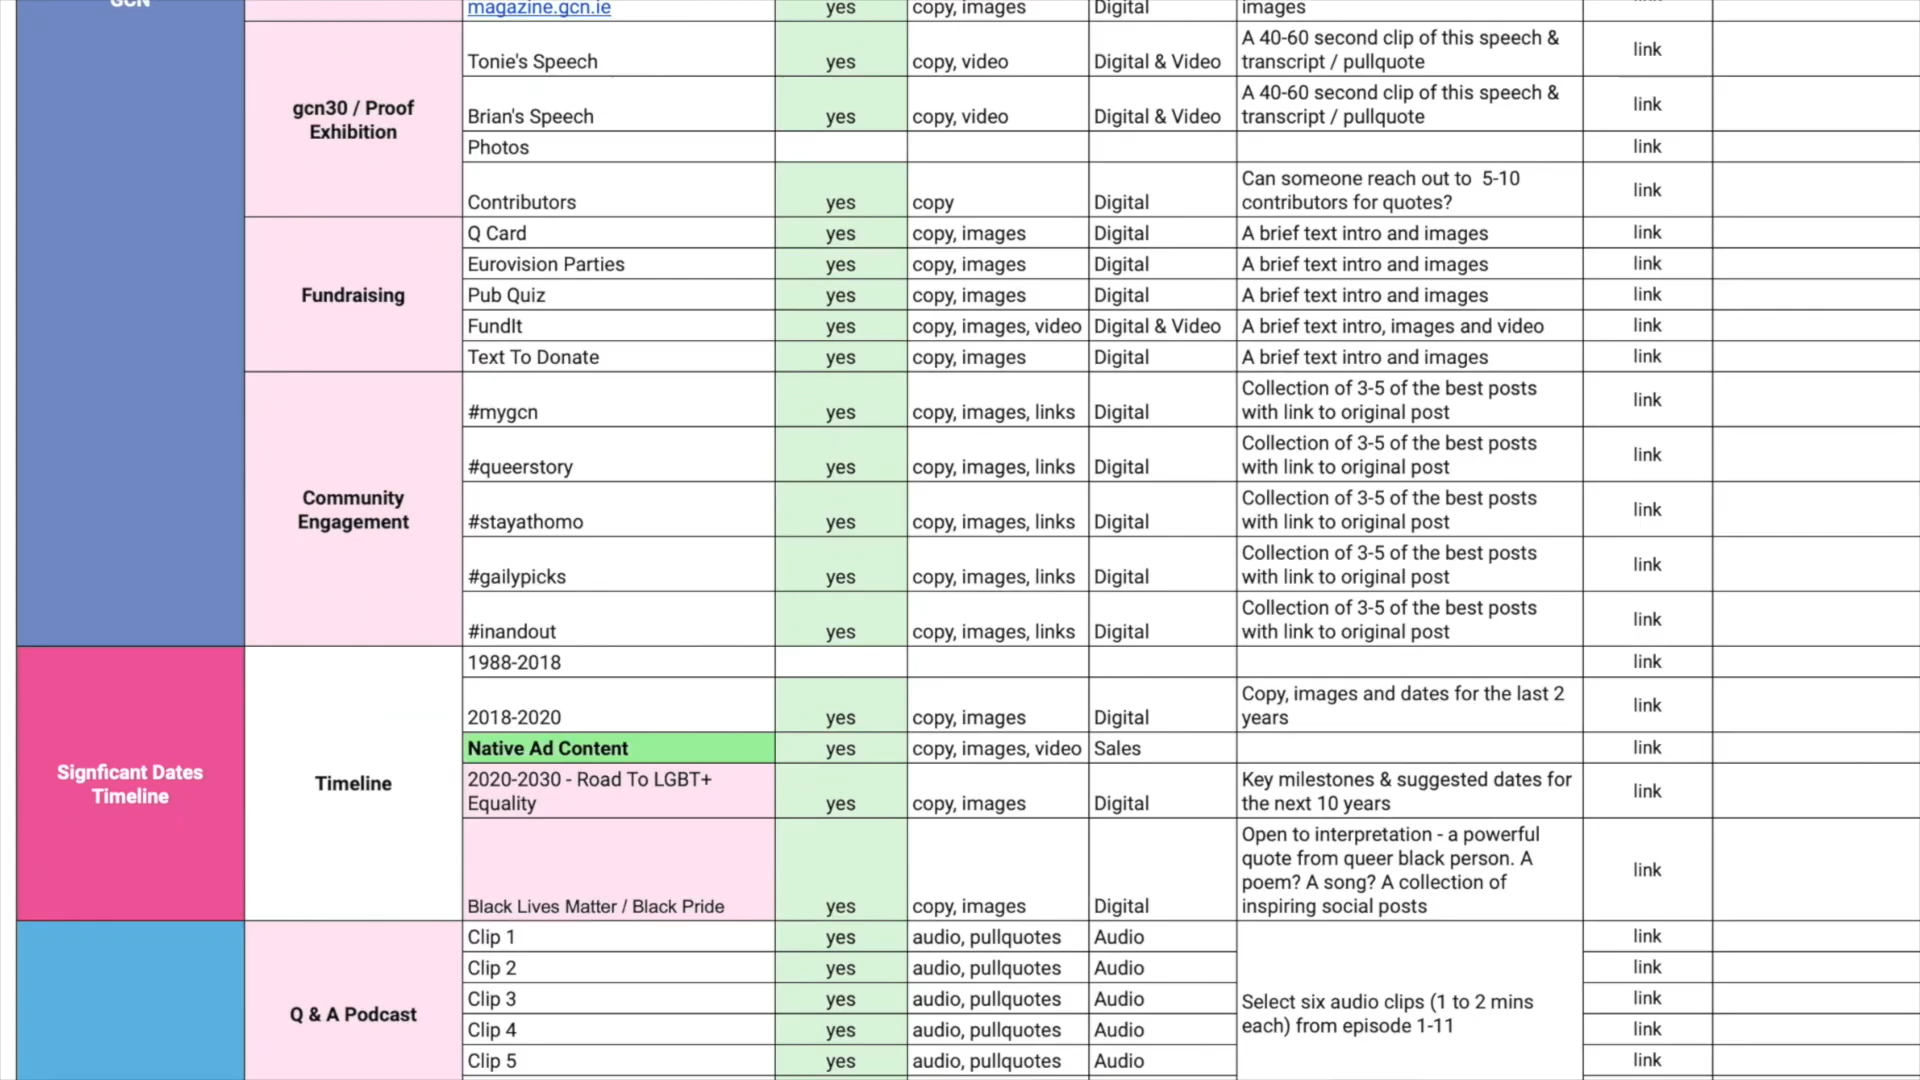 GCN
magazine.gcn.ie yes copy, images Digital images
Tonie's Speech yes copy, video Digital & Video A 40-60 second clip of this speech & transcript / pullquote link
gcn30 / Proof Exhibition
Brian's Speech yes copy, video Digital & Video A 40-60 second clip of this speech & transcript / pullquote link
Photos link
Contributors yes copy Digital Can someone reach out to 5-10 contributors for quotes? link
Fundraising
Q Card yes copy, images Digital A brief text intro and images link
Eurovision Parties yes copy, images Digital A brief text intro and images link
Pub Quiz yes copy, images Digital A brief text intro and images link
FundIt yes copy, images, video Digital & Video A brief text intro, images and video link
Text To Donate yes copy, images Digital A brief text intro and images link
Community Engagement
#mygcn yes copy, images, links Digital Collection of 3-5 of the best posts with link to original post link
#queerstory yes copy, images, links Digital Collection of 3-5 of the best posts with link to original post link
#stayathomo yes copy, images, links Digital Collection of 3-5 of the best posts with link to original post link
#gailypicks yes copy, images, links Digital Collection of 3-5 of the best posts with link to original post link
#inandout yes copy, images, links Digital Collection of 3-5 of the best posts with link to original post link
Signficant Dates Timeline
Timeline
1988-2018 link
2018-2020 yes copy, images Digital Copy, images and dates for the last 2 years link
Native Ad Content yes copy, images, video Sales link
2020-2030 - Road To LGBT+ Equality yes copy, images Digital Key milestones & suggested dates for the next 10 years link
Black Lives Matter / Black Pride yes copy, images Digital Open to interpretation - a powerful quote from queer black person. A poem? A song? A collection of inspiring social posts link
Q & A Podcast
Clip 1 yes audio, pullquotes Audio link
Clip 2 yes audio, pullquotes Audio link
Clip 3 yes audio, pullquotes Audio link
Select six audio clips (1 to 2 mins each) from episode 1-11
Clip 4 yes audio, pullquotes Audio link
Clip 5 yes audio, pullquotes Audio link